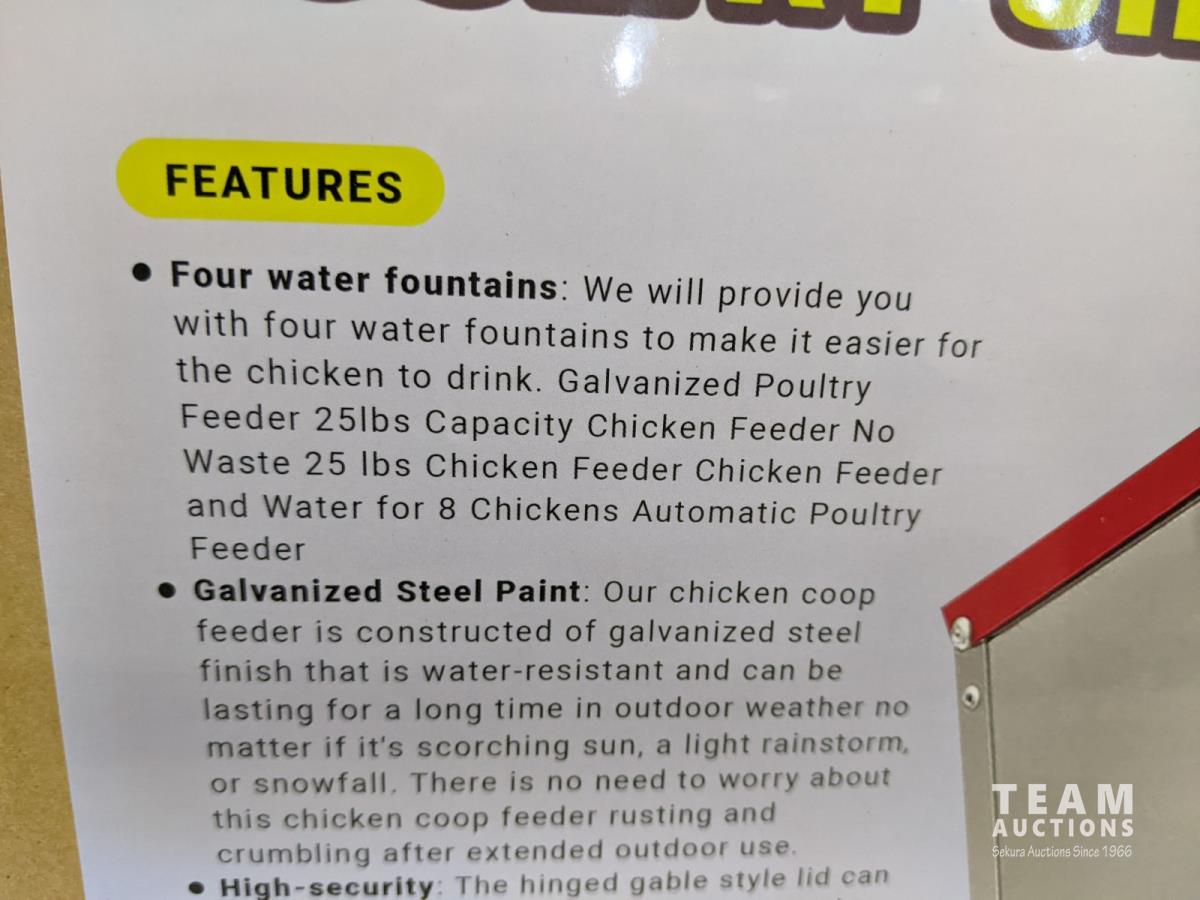 FEATURES
• Four water fountains: We will provide you
with four water fountains to make it easier for
the chicken to drink. Galvanized Poultry
Feeder 25lbs Capacity Chicken Feeder No
Waste 25 lbs Chicken Feeder Chicken Feeder
and Water for 8 Chickens Automatic Poultry
Feeder
• Galvanized Steel Paint: Our chicken coop
feeder is constructed of galvanized steel
finish that is water-resistant and can be
lasting for a long time in outdoor weather no
matter if it's scorching sun, a light rainstorm,
or snowfall. There is no need to worry about
this chicken coop feeder rusting and
crumbling after extended outdoor use.
• High-security: The hinged gable style lid can
TEAM
AUCTIONS
Sekura Auctions Since 1966